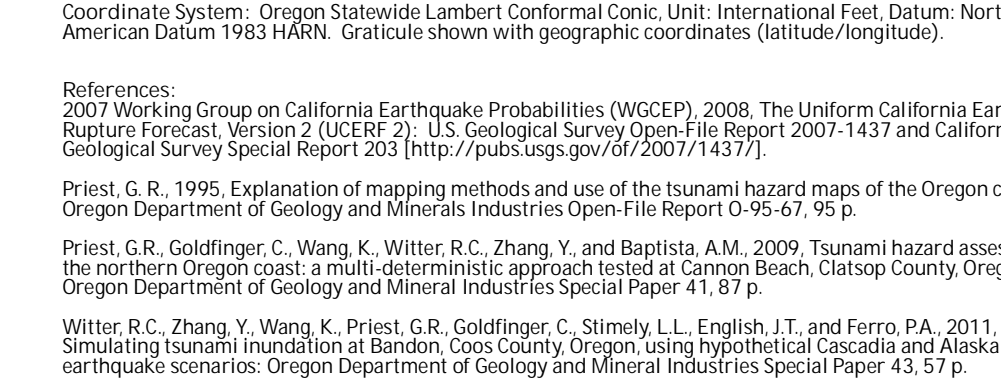 Coordinate System: Oregon Statewide Lambert Conformal Conic, Unit: International Feet, Datum: Nort
American Datum 1983 HARN. Graticule shown with geographic coordinates (latitude/longitude).
References:
2007 Working Group on California Earthquake Probabilities (WGCEP), 2008, The Uniform California Ear
Rupture Forecast, Version 2 (UCERF 2): U.S. Geological Survey Open-File Report 2007-1437 and Californ
Geological Survey Special Report 203 [http://pubs.usgs.gov/of/2007/1437/].
Priest, G. R., 1995, Explanation of mapping methods and use of the tsunami hazard maps of the Oregon c
Oregon Department of Geology and Minerals Industries Open-File Report O-95-67, 95 p.
Priest, G.R., Goldfinger, C., Wang, K., Witter, R.C., Zhang, Y., and Baptista, A.M., 2009, Tsunami hazard asses
the northern Oregon coast: a multi-deterministic approach tested at Cannon Beach, Clatsop County, Oreg
Oregon Department of Geology and Mineral Industries Special Paper 41, 87 p.
Witter, R.C., Zhang, Y., Wang, K., Priest, G.R., Goldfinger, C., Stimely, L.L., English, J.T., and Ferro, P.A., 2011,
Simulating tsunami inundation at Bandon, Coos County, Oregon, using hypothetical Cascadia and Alaska
earthquake scenarios: Oregon Department of Geology and Mineral Industries Special Paper 43, 57 p.